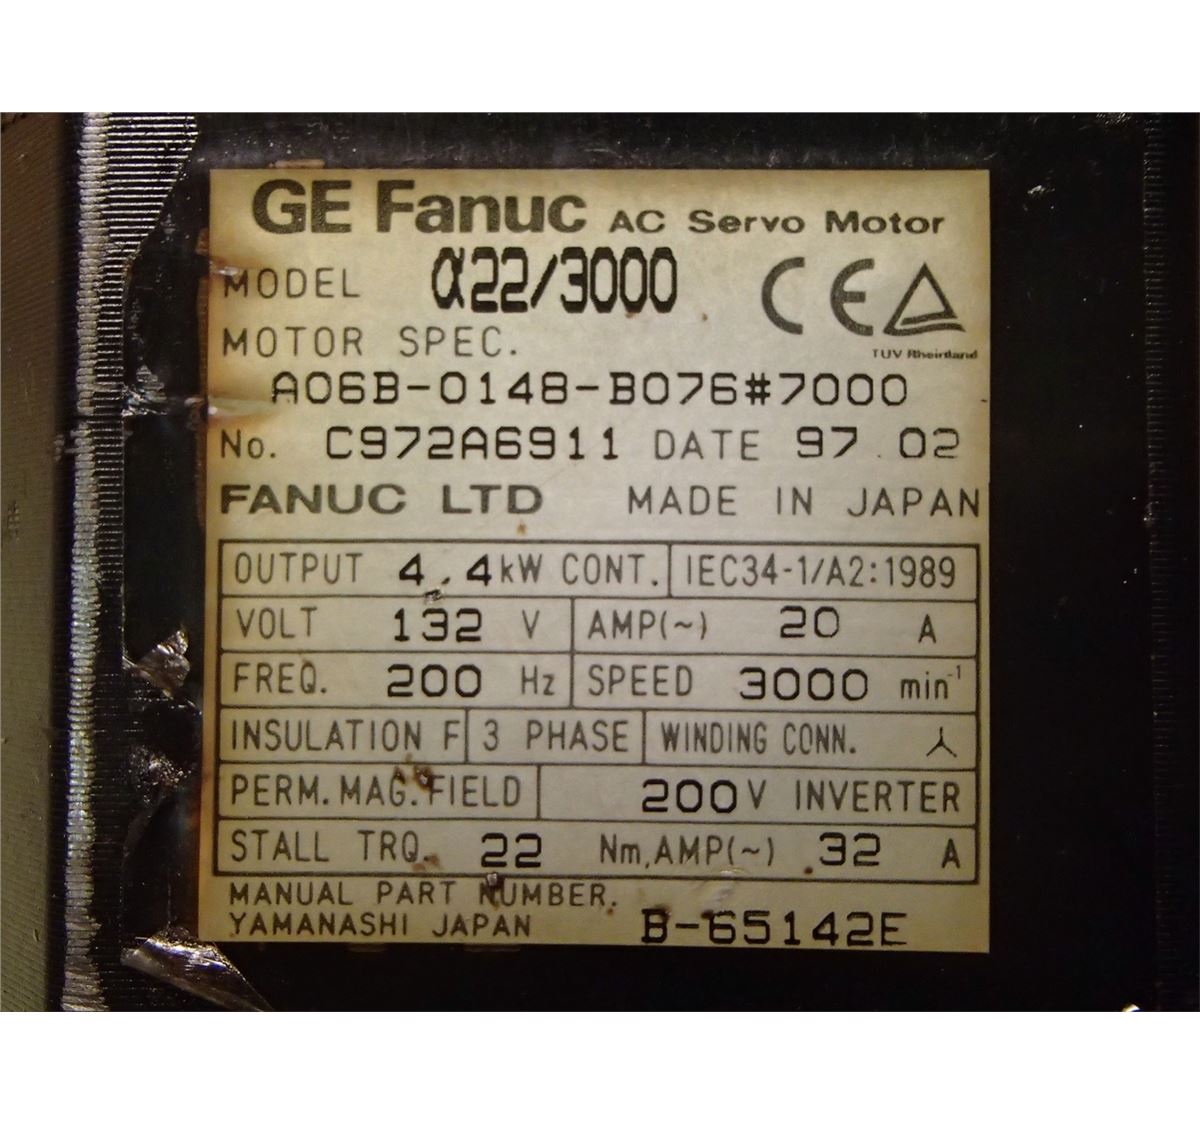 GE Fanuc AC Servo Motor
MODEL α22/3000
CE
TUV Rheinland
MOTOR SPEC.
A06B-0148-B076#7000
No. C972A6911 DATE 97.02
FANUC LTD MADE IN JAPAN
OUTPUT 4.4kW CONT. IEC34-1/A2:1989
VOLT 132 V AMP(~) 20 A
FREQ. 200 Hz SPEED 3000 min-1
INSULATION F 3 PHASE WINDING CONN.
PERM.MAG.FIELD 200V INVERTER
STALL TRQ. 22 Nm,AMP(~) 32 A
MANUAL PART NUMBER.
YAMANASHI JAPAN B-65142E